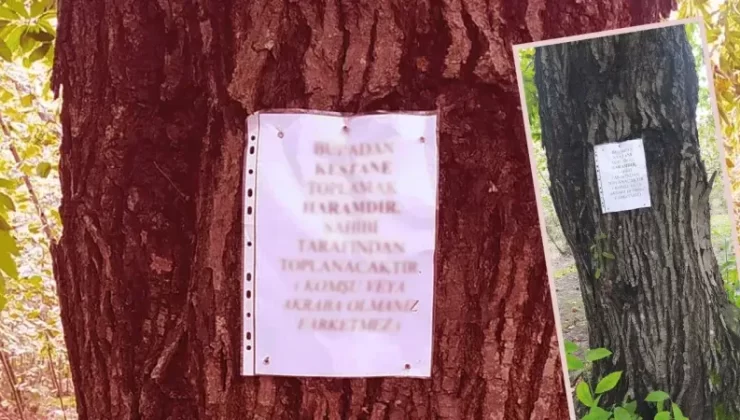 BURADAN
KESTANE
TOPLAMAK
HARAMDIR.
SAHİBİ
TARAFINDAN
TOPLANACAKTIR.
( KOMŞU VEYA
AKRABA OLMANIZ
FARKETMEZ )